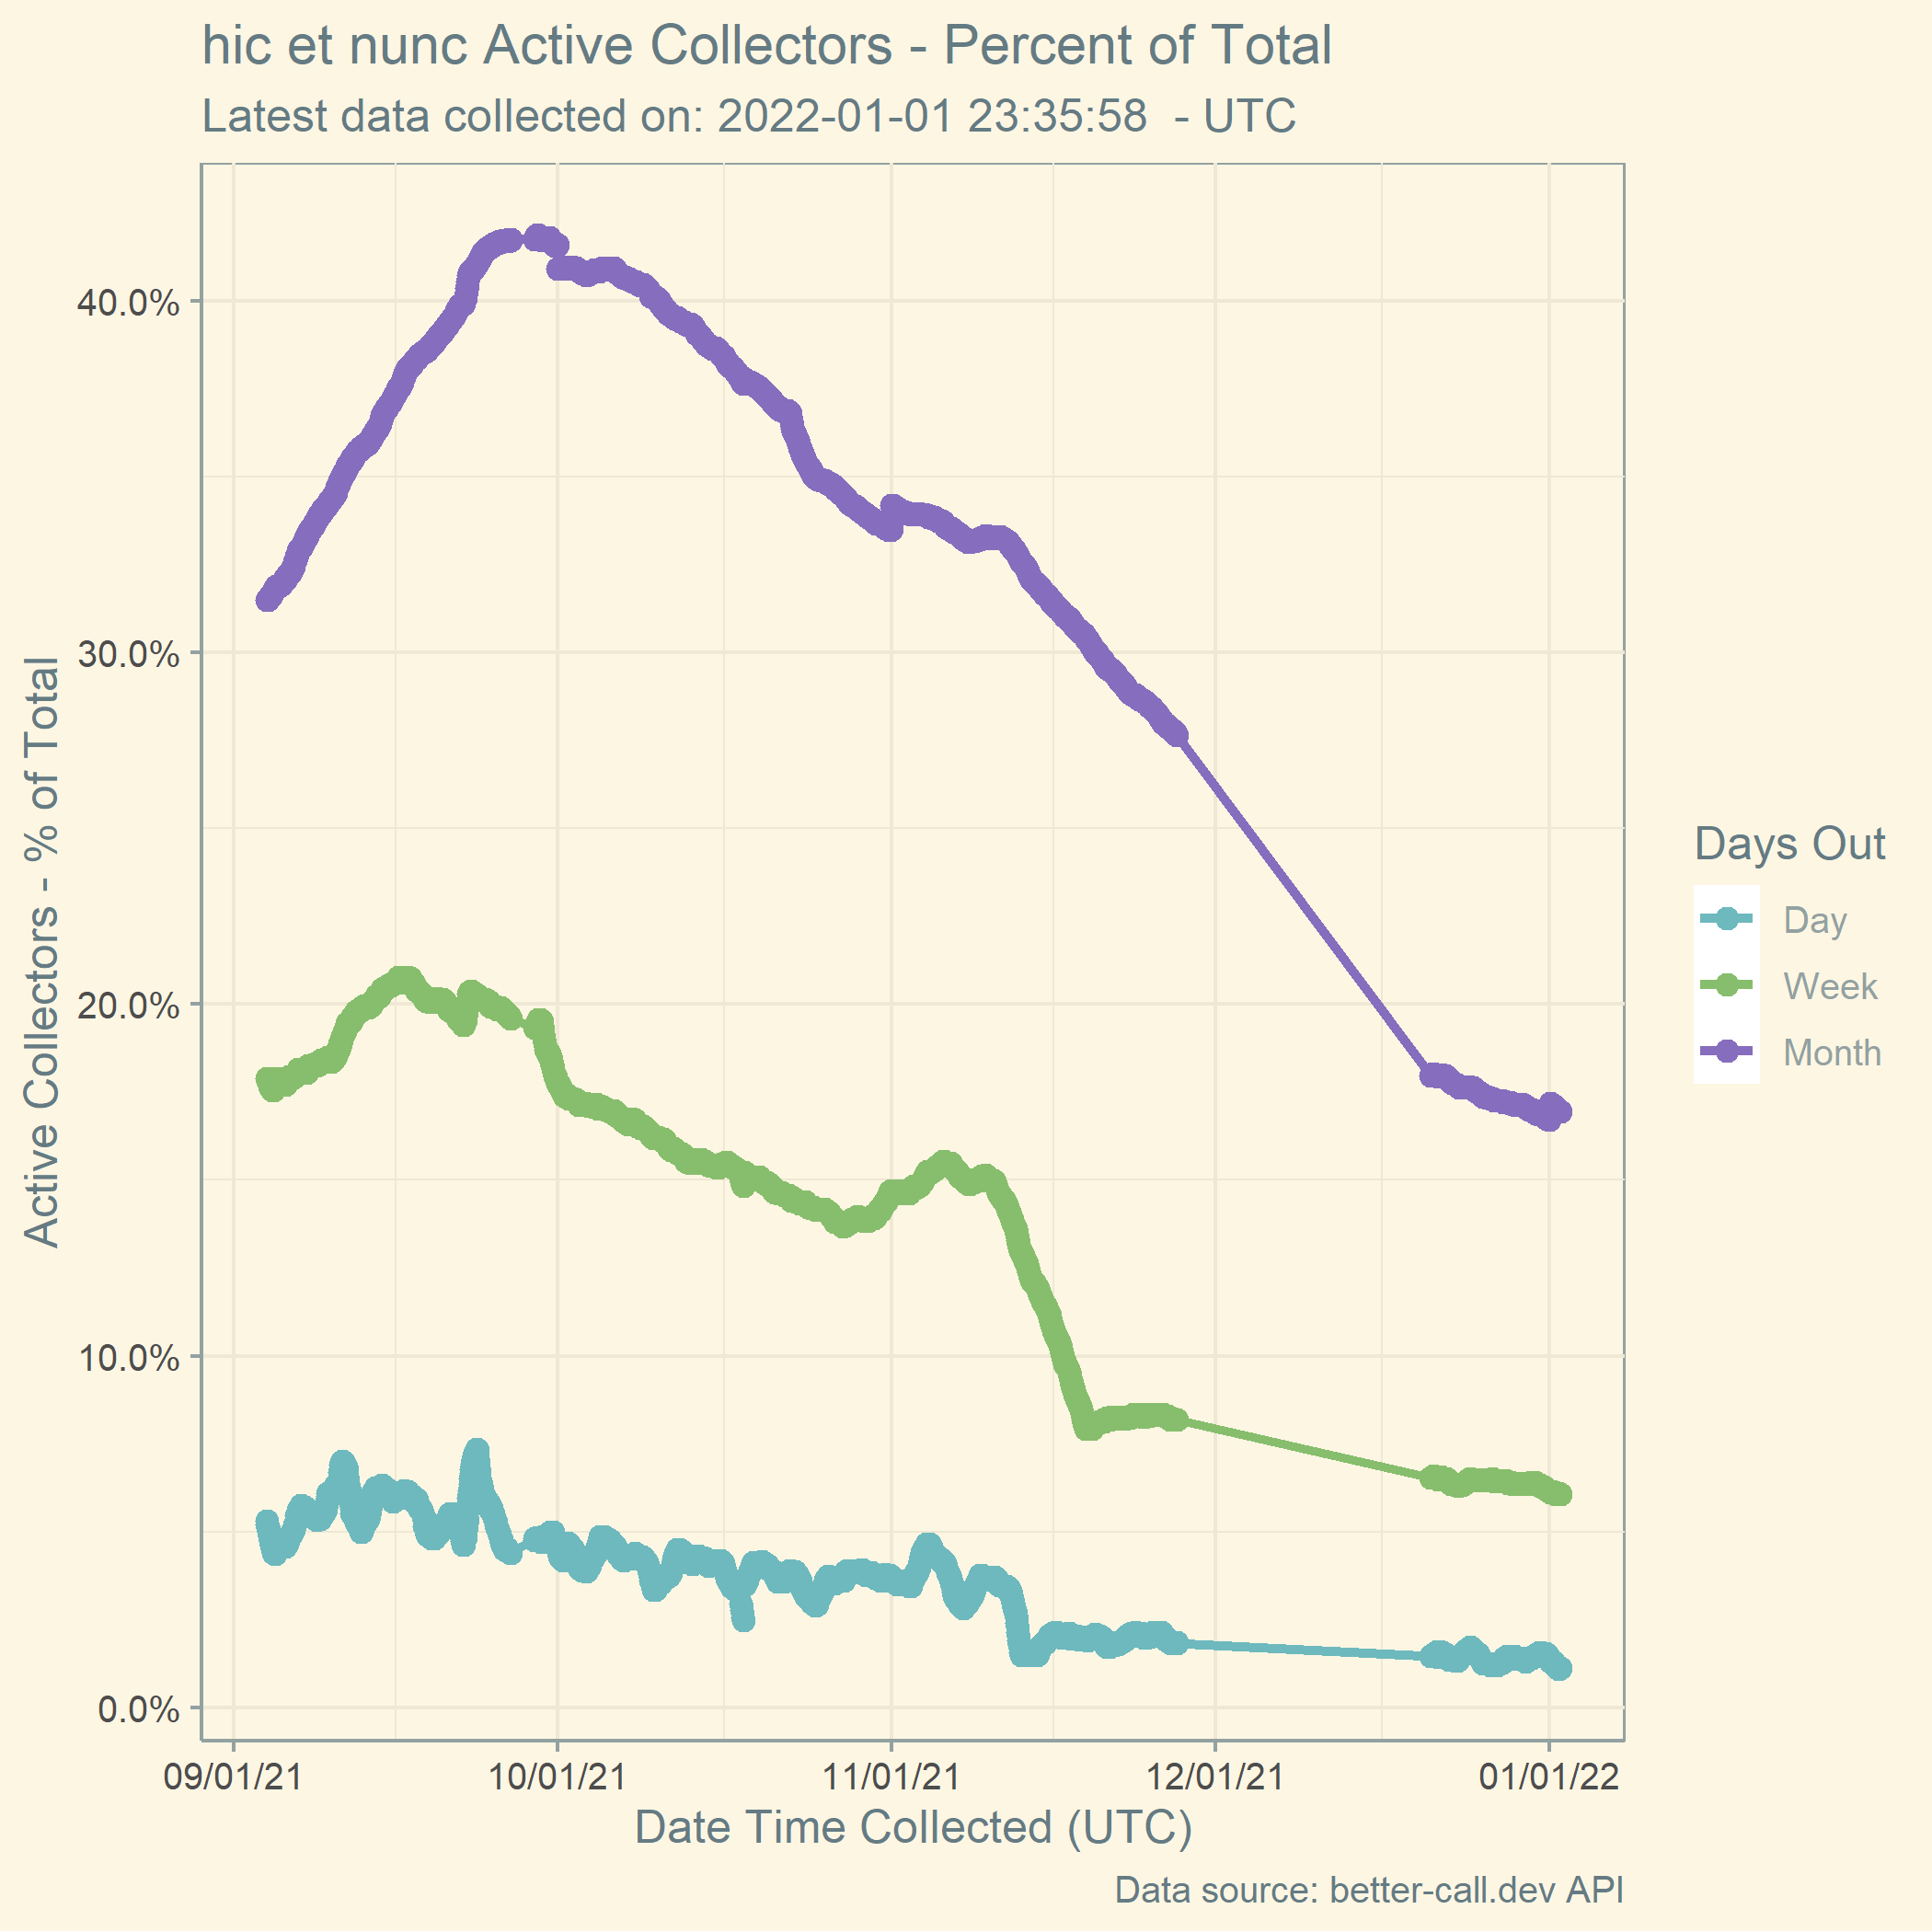 hic et nunc Active Collectors - Percent of Total
Latest data collected on: 2022-01-01 23:35:58  - UTC
Active Collectors - % of Total
40.0%
30.0%
20.0%
10.0%
0.0%
09/01/21
10/01/21
11/01/21
12/01/21
01/01/22
Date Time Collected (UTC)
Days Out
Day
Week
Month
Data source: better-call.dev API